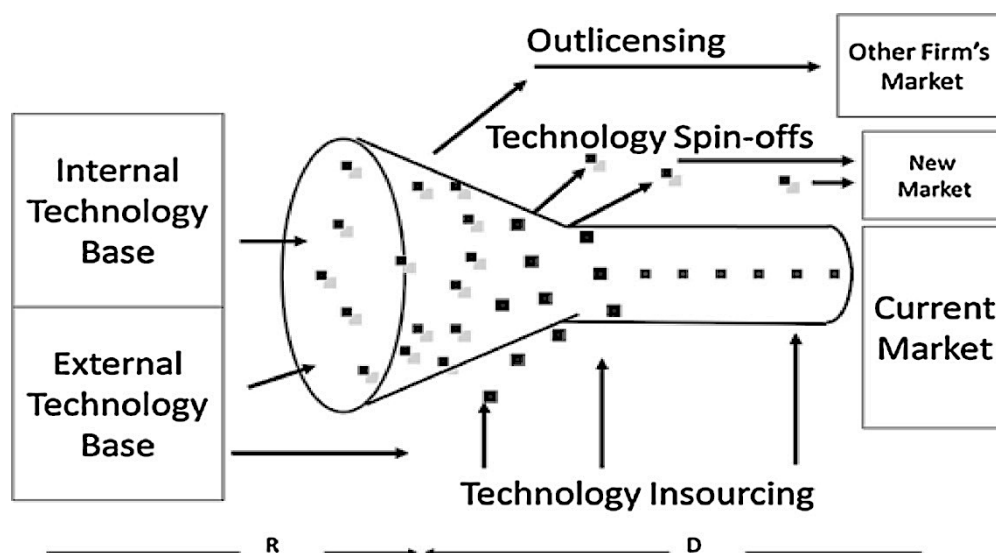 Outlicensing
Other Firm's
Market
Technology Spin-offs
New
Market
Internal
Technology
Base
External
Technology
Base
Current
Market
Technology Insourcing
R
D